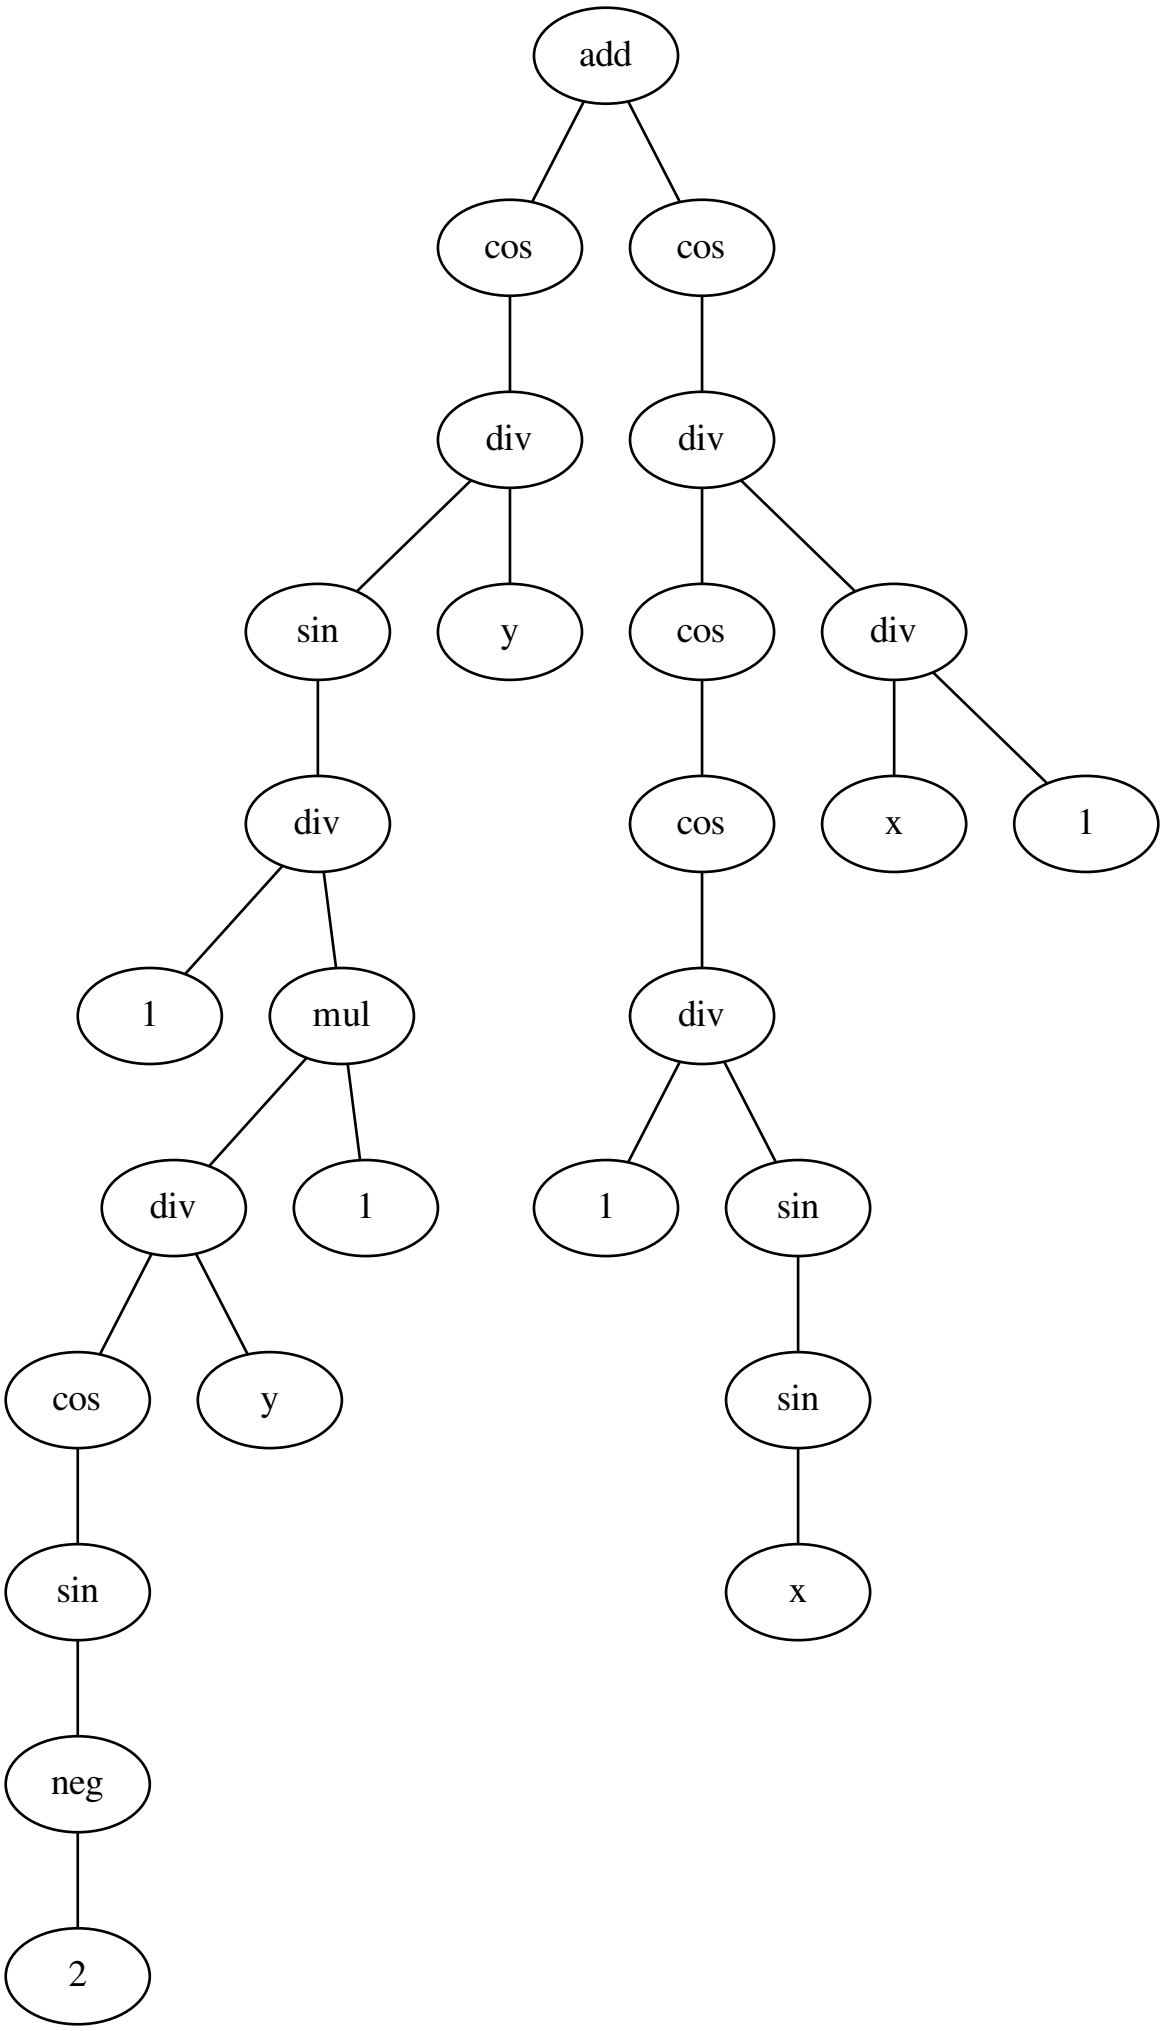 add
cos cos
div div
sin y cos div
div cos x 1
1 mul div
div 1 1 sin
cos y sin
sin x
neg
2